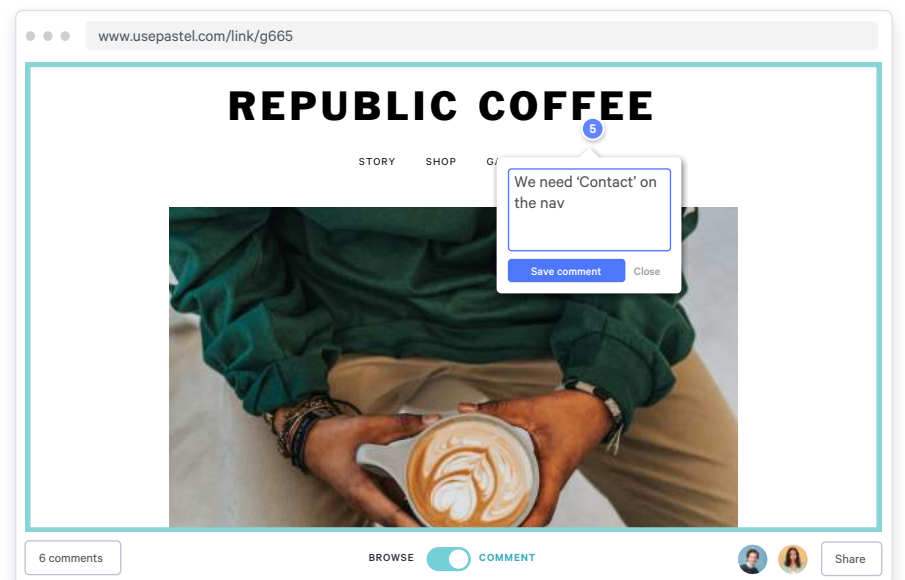 www.usepastel.com/link/g665
REPUBLIC COFFEE
5
STORY SHOP
We need ‘Contact’ on
the nav
Save comment Close
6 comments BROWSE COMMENT Share